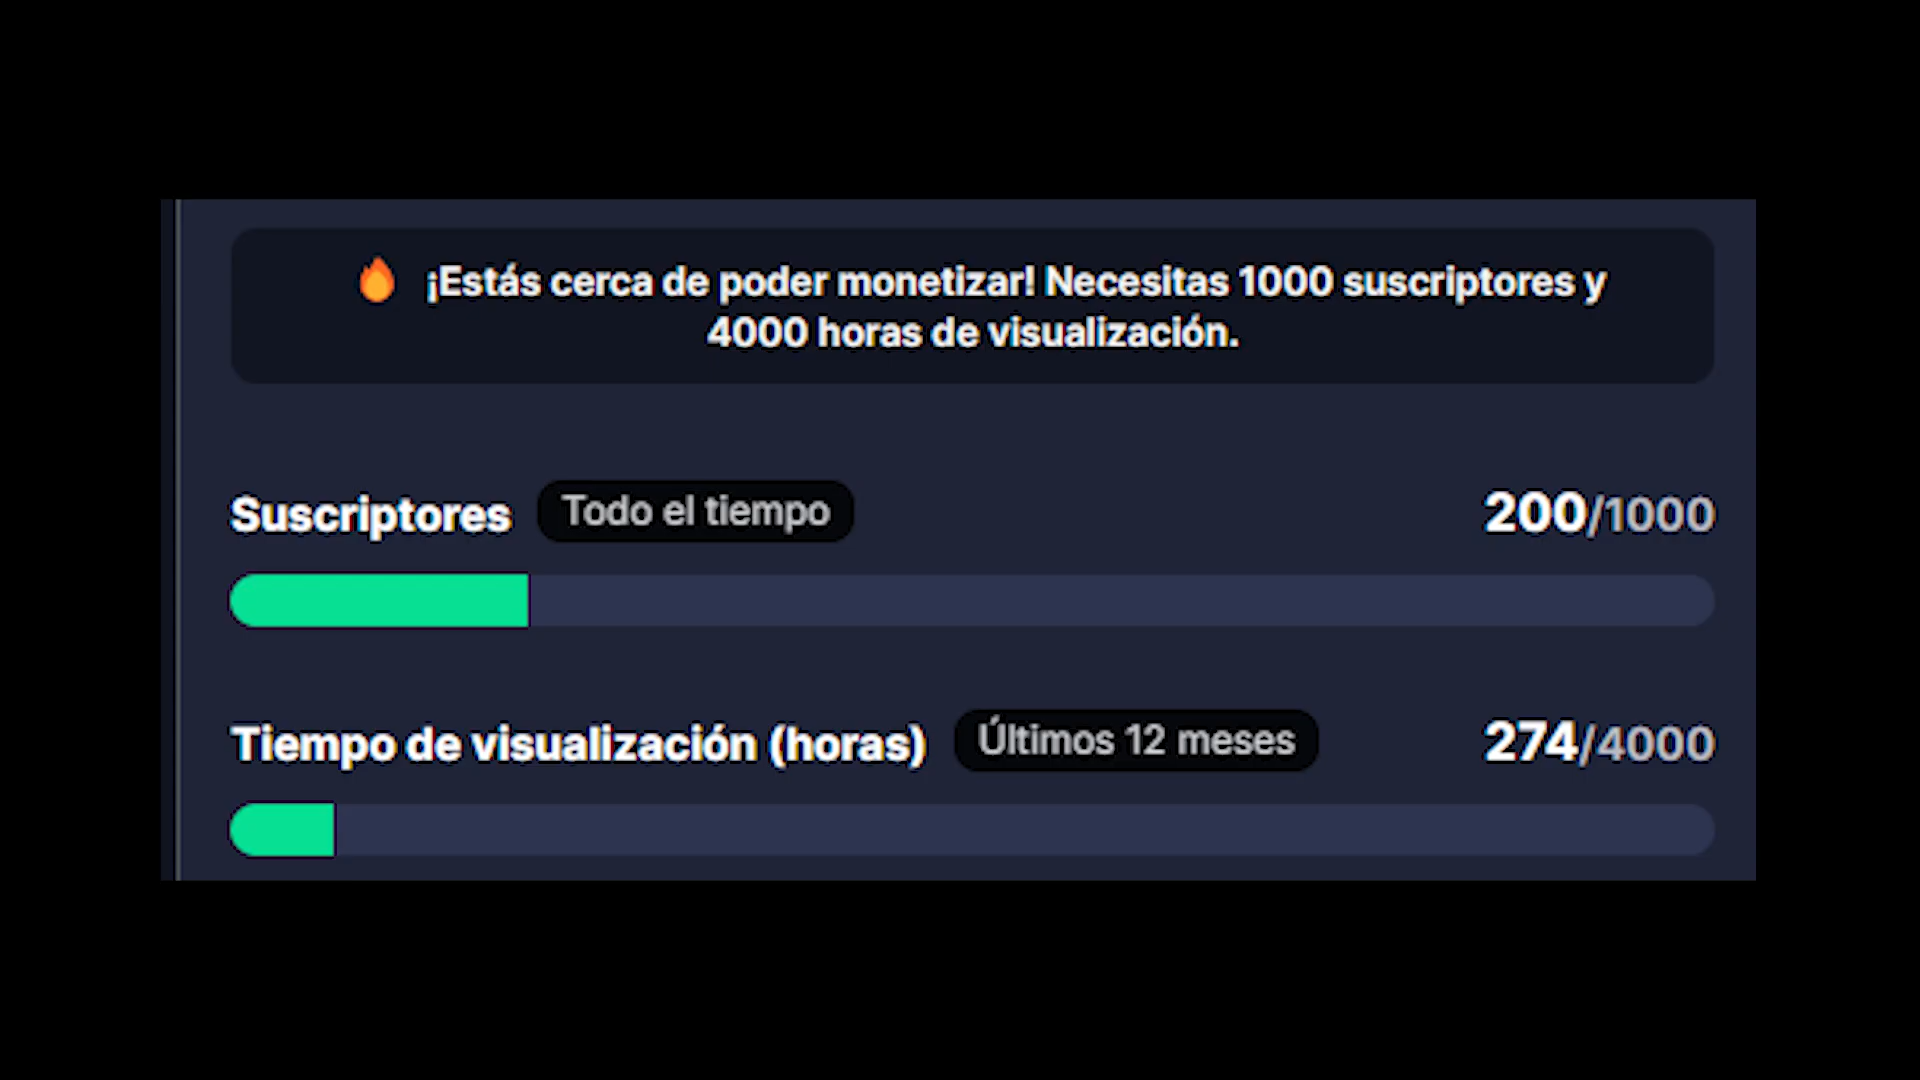 🔥 ¡Estás cerca de poder monetizar! Necesitas 1000 suscriptores y
4000 horas de visualización.
Suscriptores Todo el tiempo 200/1000
Tiempo de visualización (horas) Últimos 12 meses 274/4000